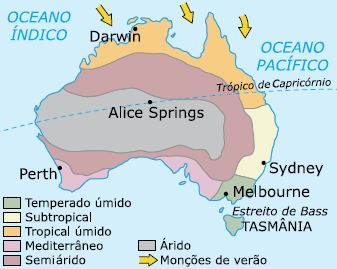 OCEANO
ÍNDICO
Darwin
OCEANO
PACÍFICO
Trópico de Capricórnio
Alice Springs
Perth
Sydney
Melbourne
Estreito de Bass
TASMÂNIA
Temperado úmido
Subtropical
Tropical úmido
Mediterrâneo
Semiárido
Árido
Monções de verão